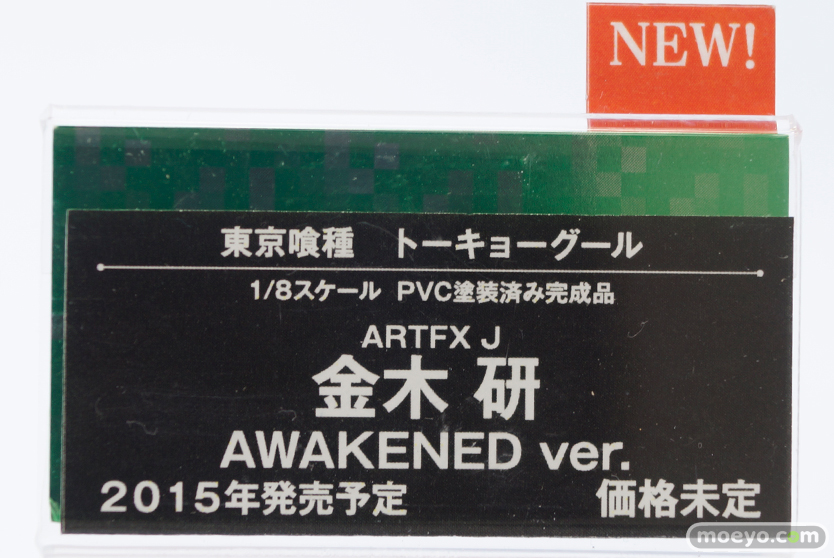 NEW!
東京喰種　トーキョーグール
1/8スケール PVC塗装済み完成品
ARTFX J
金木 研
AWAKENED ver.
2015年発売予定　価格未定
moeyo.com